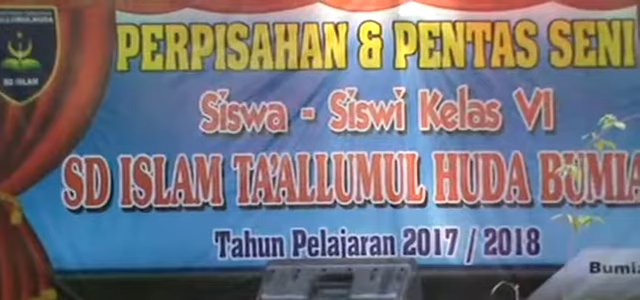 PERPISAHAN & PENTAS SENI
Siswa - Siswi Kelas VI
SD ISLAM TA'ALLUMUL HUDA BUMIA
Tahun Pelajaran 2017 / 2018
SD ISLAM
Bumi